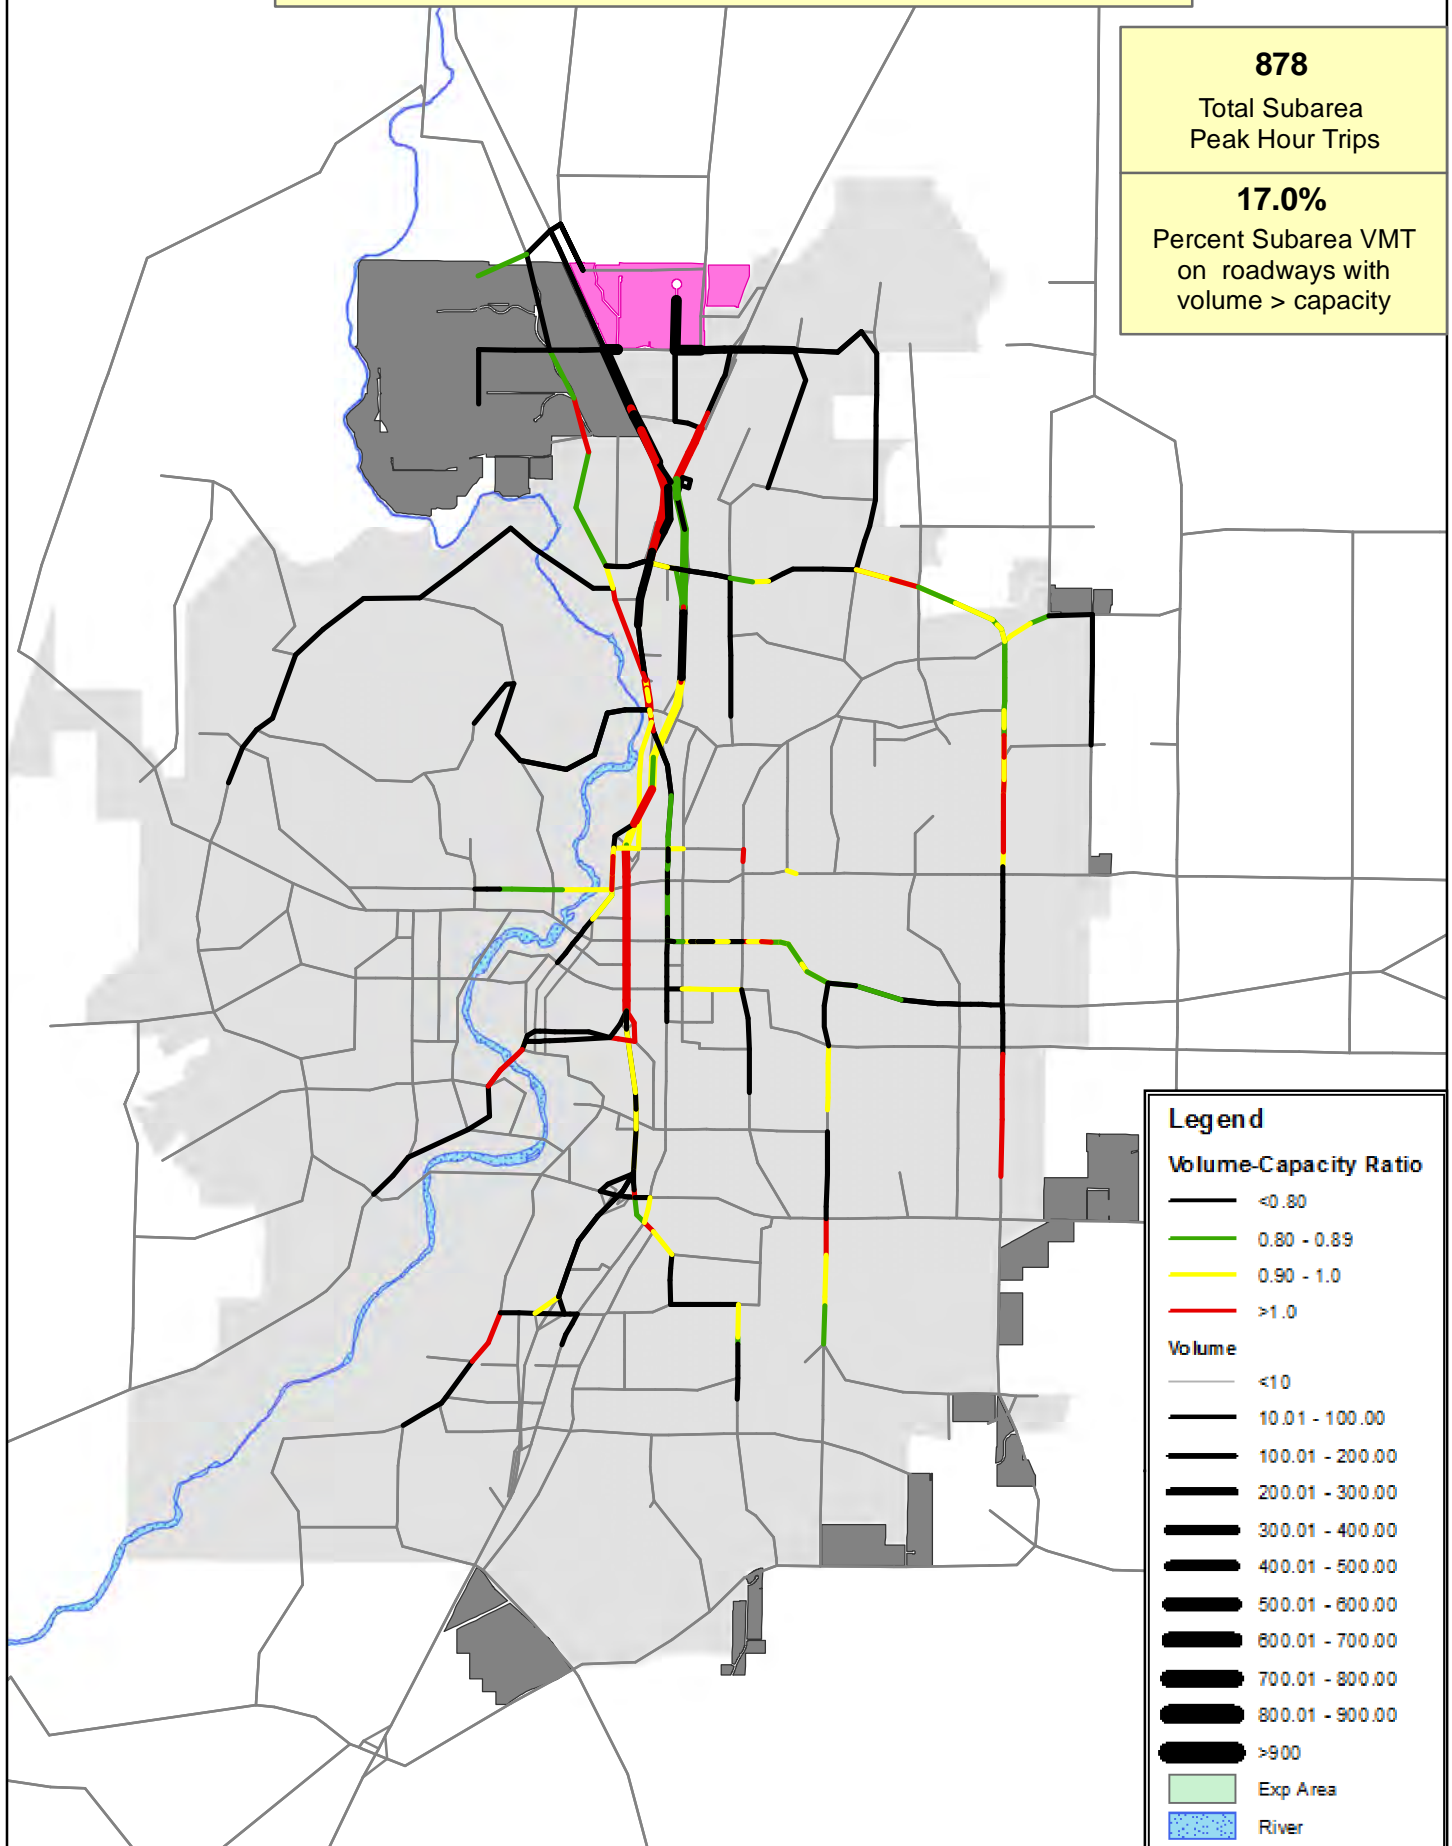 878
Total Subarea
Peak Hour Trips
17.0%
Percent Subarea VMT
on roadways with
volume > capacity
Legend
Volume-Capacity Ratio
<0.80
0.80 - 0.89
0.90 - 1.0
>1.0
Volume
<10
10.01 - 100.00
100.01 - 200.00
200.01 - 300.00
300.01 - 400.00
400.01 - 500.00
500.01 - 600.00
600.01 - 700.00
700.01 - 800.00
800.01 - 900.00
>900
Exp Area
River